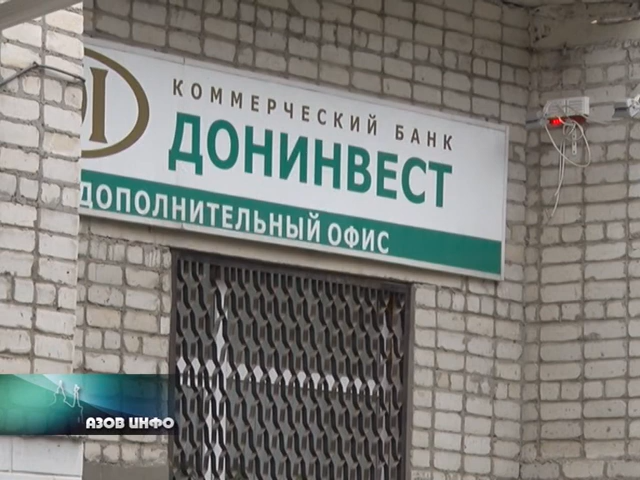 КОММЕРЧЕСКИЙ БАНК
ДОНИНВЕСТ
ДОПОЛНИТЕЛЬНЫЙ ОФИС
АЗОВ ИНФО